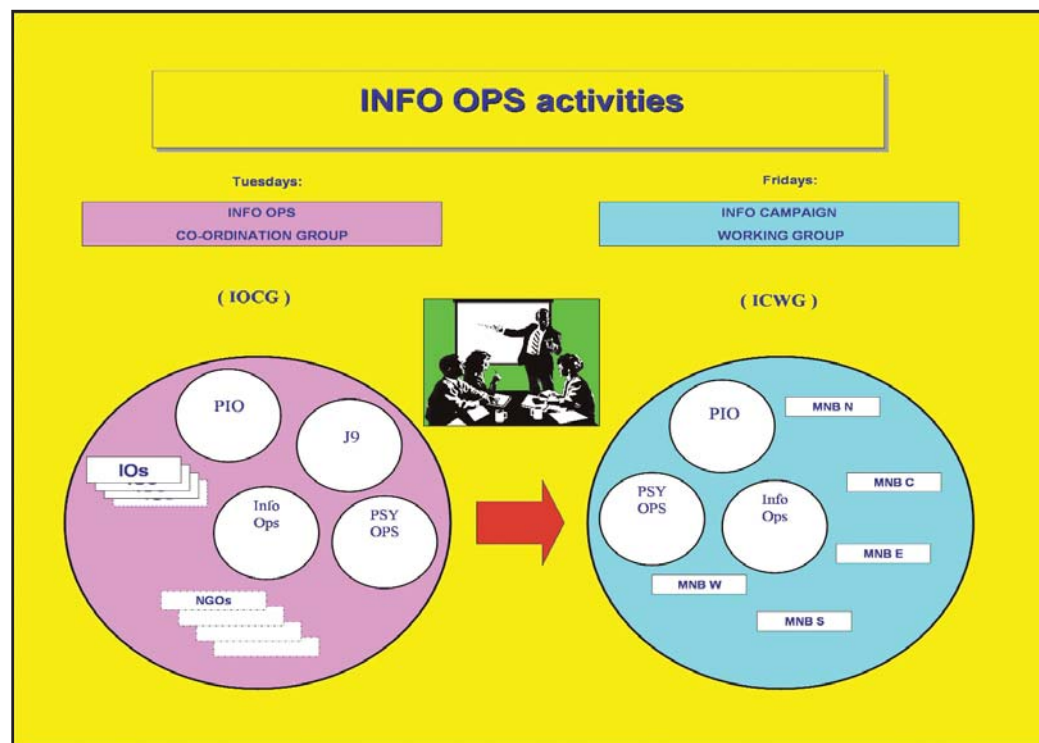 INFO OPS activities
Tuesdays:
INFO OPS
CO-ORDINATION GROUP
( IOCG )
PIO
J9
IOs
Info
Ops
PSY
OPS
NGOs
Fridays:
INFO CAMPAIGN
WORKING GROUP
( ICWG )
PIO
MNB N
MNB C
PSY
OPS
Info
Ops
MNB E
MNB W
MNB S